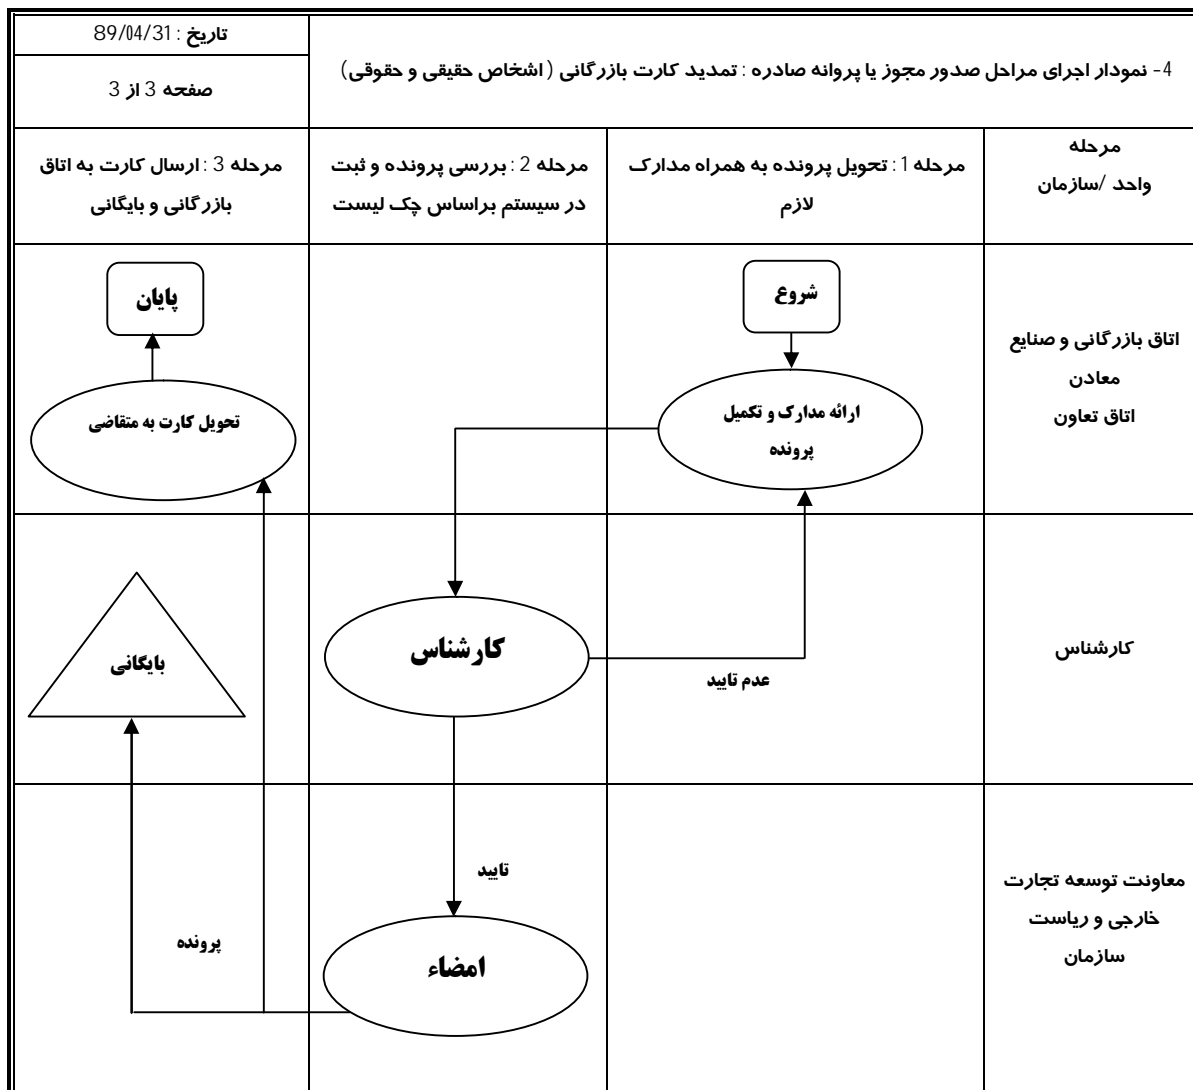 4- نمودار اجرای مراحل صدور مجوز یا پروانه صادره : تمدید کارت بازرگانی ( اشخاص حقیقی و حقوقی )
تاریخ : 89/04/31
صفحه 3 از 3
مرحله
واحد /سازمان
مرحله 1 : تحویل پرونده به همراه مدارک
لازم
مرحله 2 : بررسی پرونده و ثبت
در سیستم براساس چک لیست
مرحله 3 : ارسال کارت به اتاق
بازرگانی و بایگانی
اتاق بازرگانی و صنایع
معادن
اتاق تعاون
شروع
ارائه مدارک و تکمیل
پرونده
پایان
تحویل کارت به متقاضی
کارشناس
عدم تایید
کارشناس
بایگانی
معاونت توسعه تجارت
خارجی و ریاست
سازمان
تایید
امضاء
پرونده